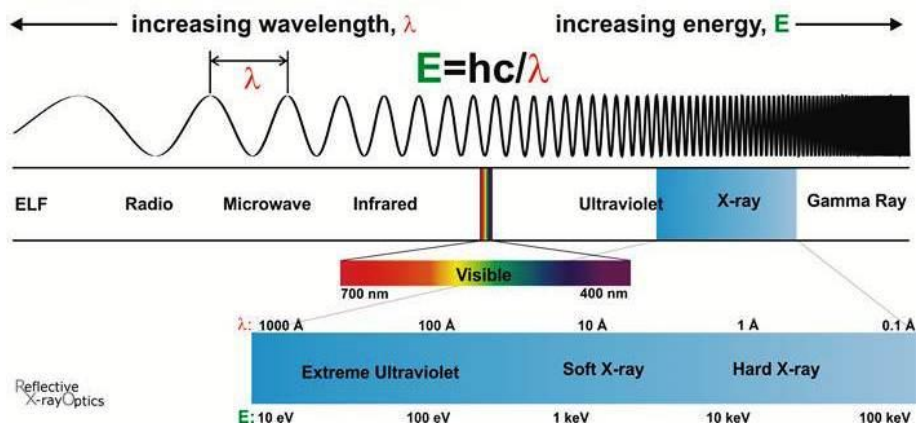 increasing wavelength, λ
increasing energy, E
λ
E=hc/λ
ELF Radio Microwave Infrared Ultraviolet X-ray Gamma Ray
Visible
700 nm 400 nm
λ: 1000 Å 100 Å 10 Å 1 Å 0.1 Å
Extreme Ultraviolet Soft X-ray Hard X-ray
Reflective
X-rayOptics
E: 10 eV 100 eV 1 keV 10 keV 100 keV